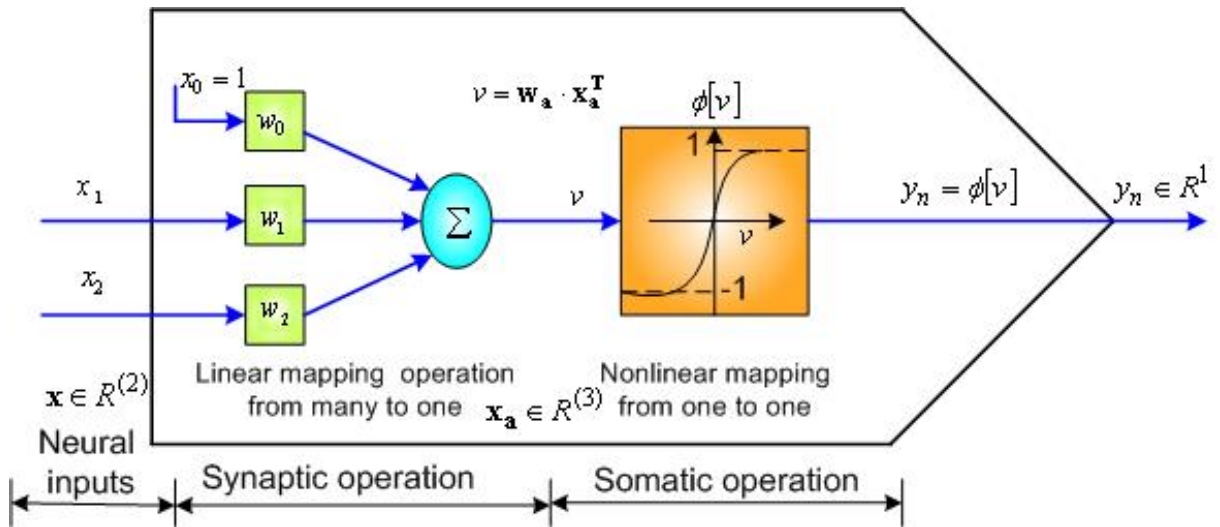 x₀ = 1
w₀
v = wₐ · xₐᵀ
ϕ[v]
1
x₁
w₁
Σ
v
yₙ = ϕ[v]
yₙ ∈ R¹
v
x₂
w₂
-1
Linear mapping operation
from many to one
Nonlinear mapping
from one to one
x ∈ R⁽²⁾
xₐ ∈ R⁽³⁾
Neural
inputs
Synaptic operation
Somatic operation